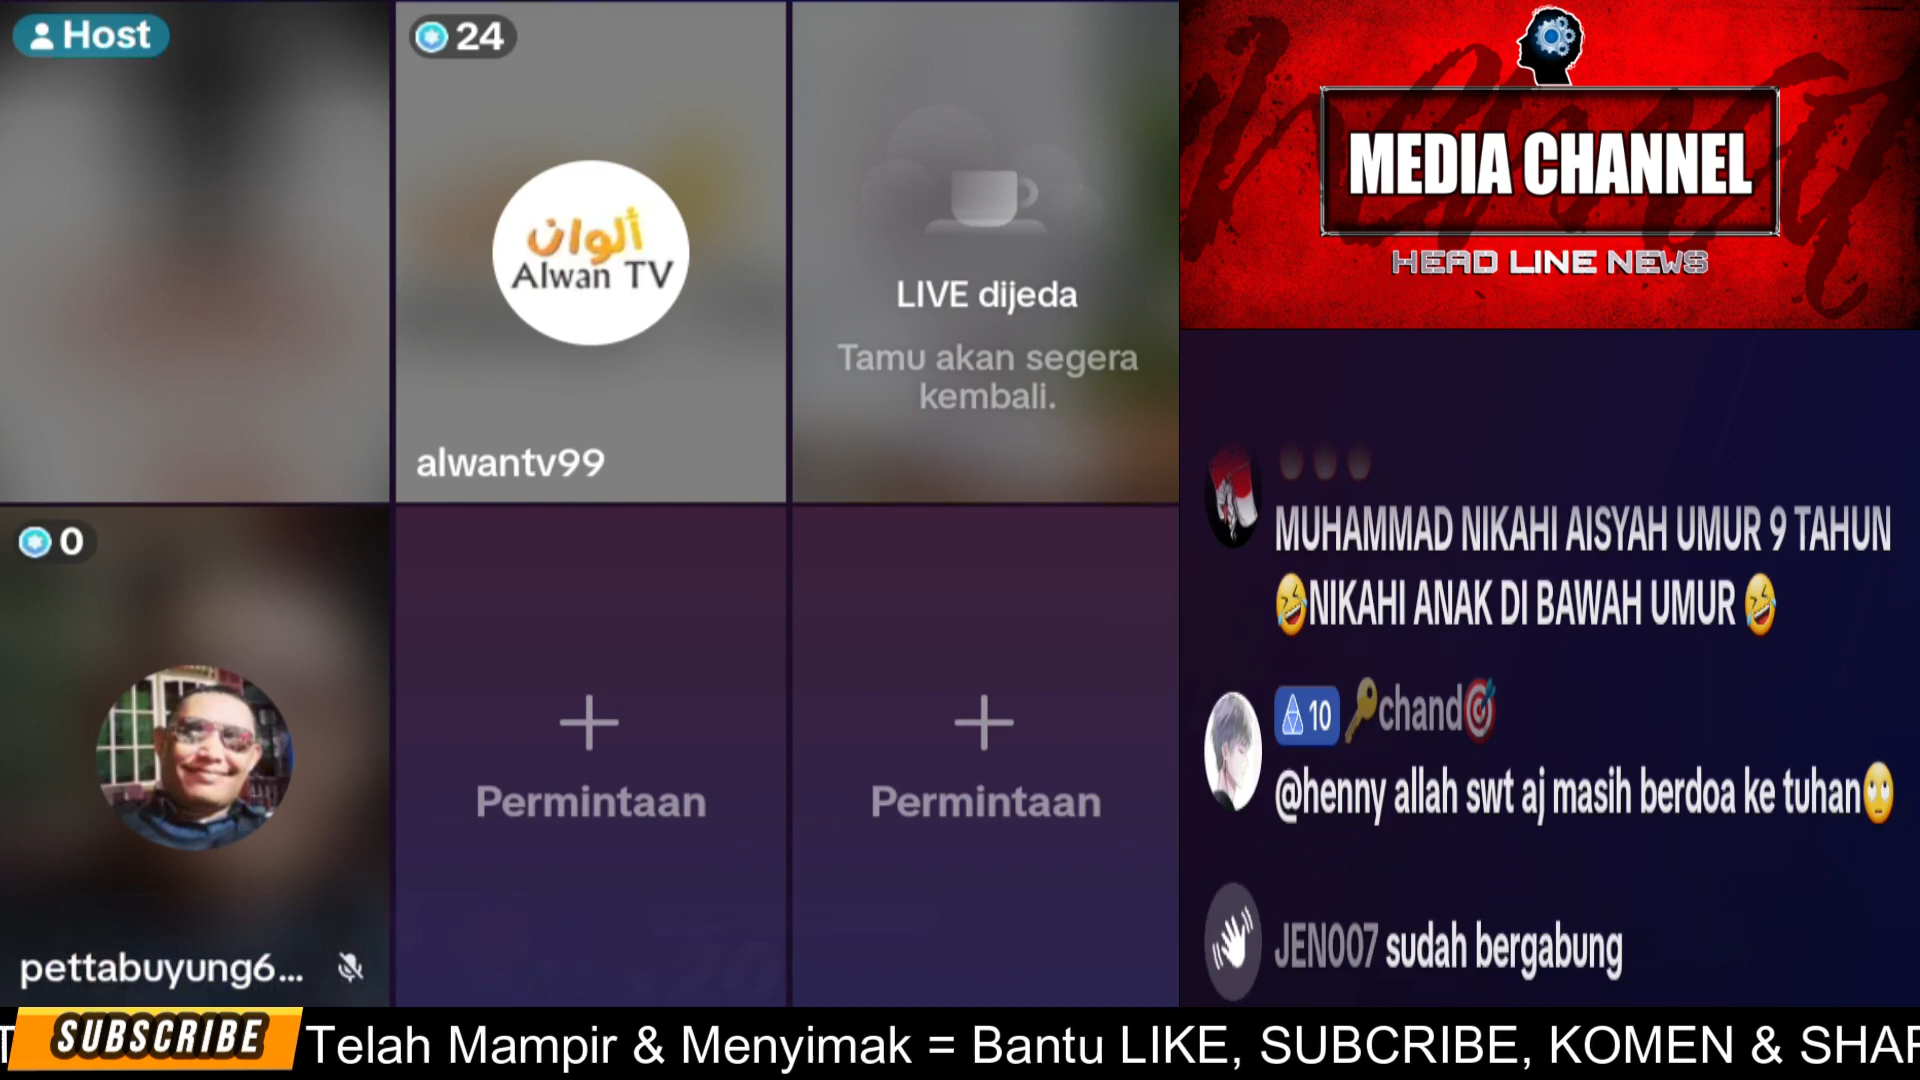 Host
24
ألوان
Alwan TV
alwantv99
LIVE dijeda
Tamu akan segera
kembali.
MEDIA CHANNEL
HEAD LINE NEWS
0
pettabuyung6...
Permintaan
Permintaan
MUHAMMAD NIKAHI AISYAH UMUR 9 TAHUN
🤣NIKAHI ANAK DI BAWAH UMUR 🤣
10 🔑chand🎯
@henny allah swt aj masih berdoa ke tuhan🙄
JEN007 sudah bergabung
SUBSCRIBE Telah Mampir & Menyimak = Bantu LIKE, SUBCRIBE, KOMEN & SHAR